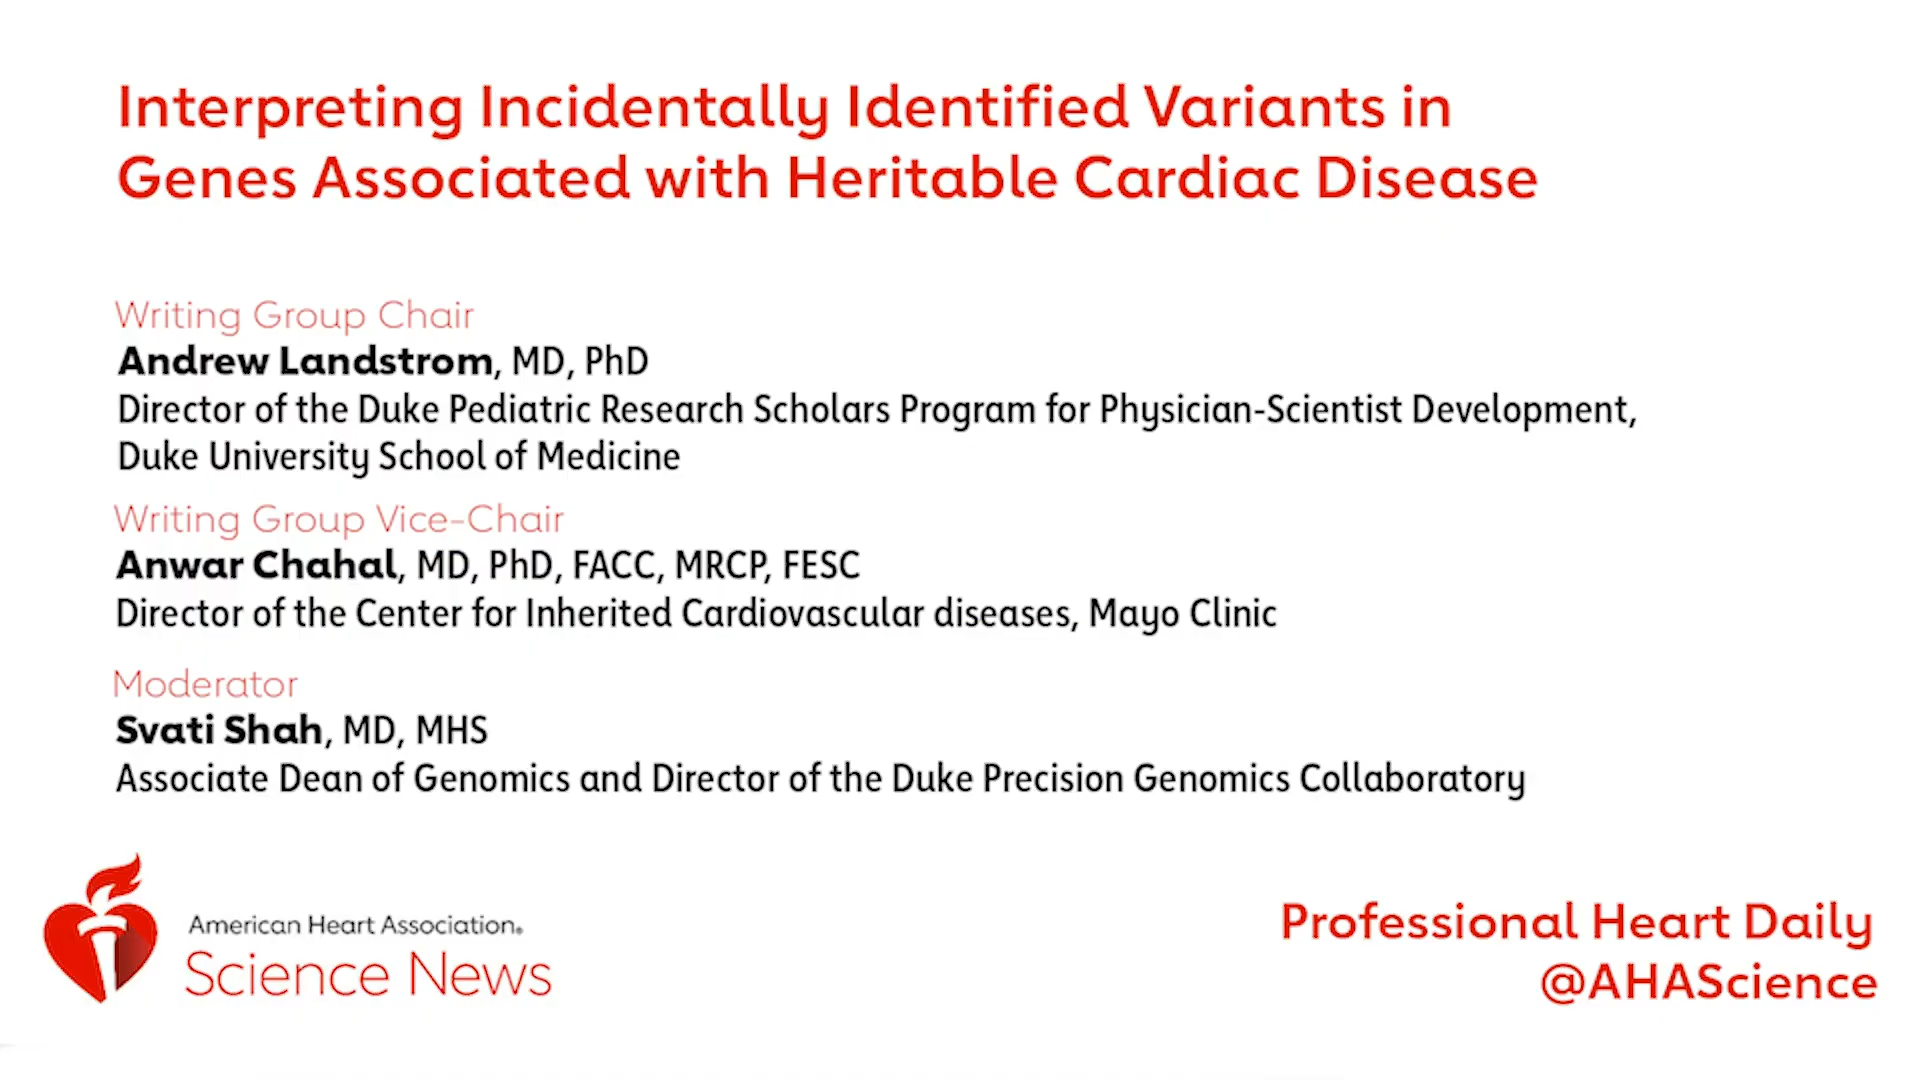 Interpreting Incidentally Identified Variants in
Genes Associated with Heritable Cardiac Disease
Writing Group Chair
Andrew Landstrom, MD, PhD
Director of the Duke Pediatric Research Scholars Program for Physician-Scientist Development,
Duke University School of Medicine
Writing Group Vice-Chair
Anwar Chahal, MD, PhD, FACC, MRCP, FESC
Director of the Center for Inherited Cardiovascular diseases, Mayo Clinic
Moderator
Svati Shah, MD, MHS
Associate Dean of Genomics and Director of the Duke Precision Genomics Collaboratory
American Heart Association®
Science News
Professional Heart Daily
@AHAScience